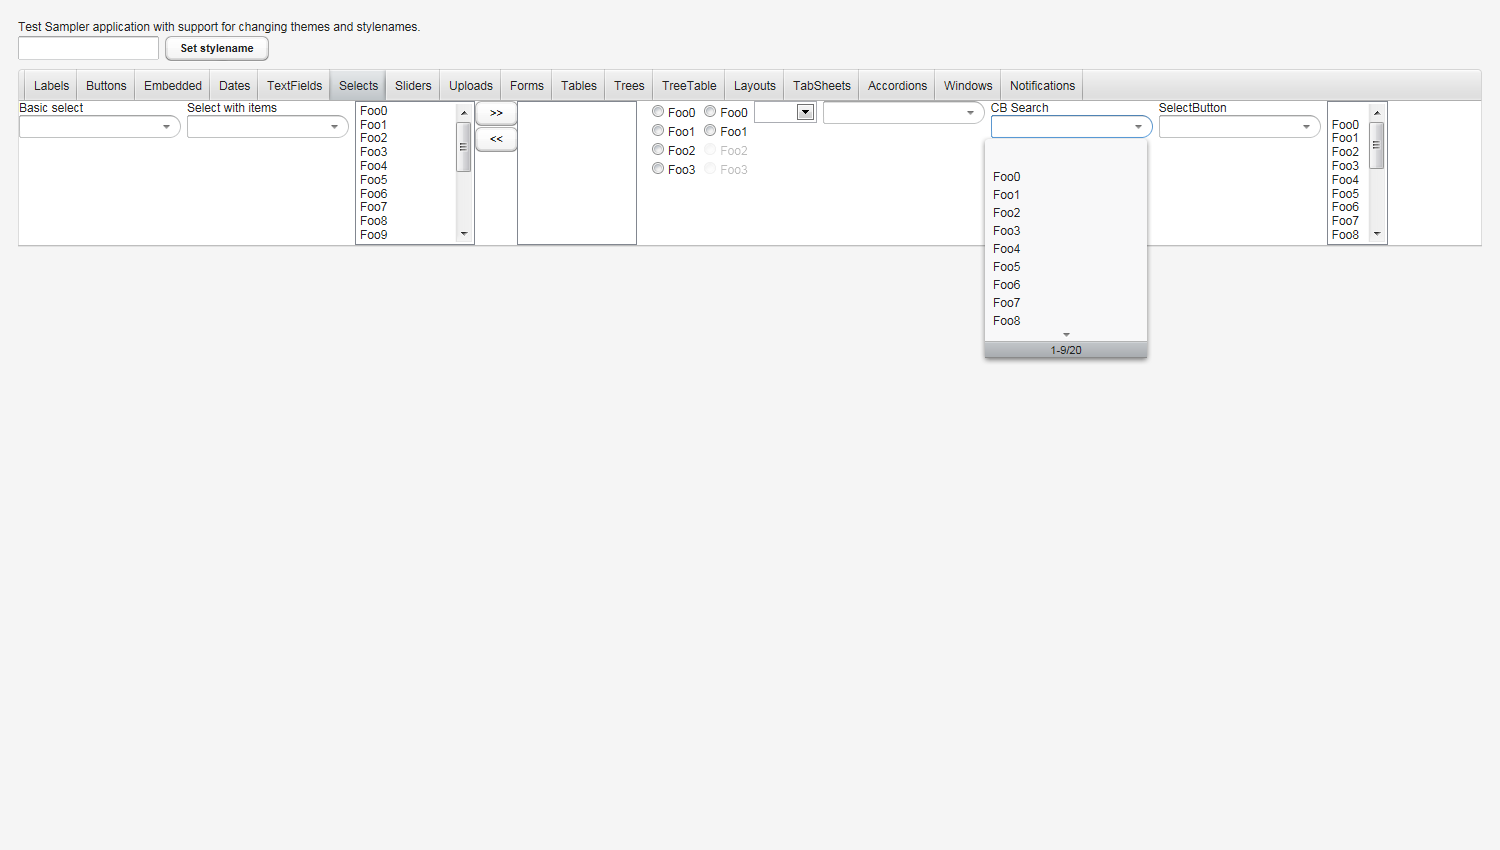 Test Sampler application with support for changing themes and stylenames.
Set stylename
Labels Buttons Embedded Dates TextFields Selects Sliders Uploads Forms Tables Trees TreeTable Layouts TabSheets Accordions Windows Notifications
Basic select
Select with items
Foo0
Foo1
Foo2
Foo3
Foo4
Foo5
Foo6
Foo7
Foo8
Foo9
>>
<<
Foo0
Foo1
Foo2
Foo3
Foo0
Foo1
Foo2
Foo3
CB Search
Foo0
Foo1
Foo2
Foo3
Foo4
Foo5
Foo6
Foo7
Foo8
1-9/20
SelectButton
Foo0
Foo1
Foo2
Foo3
Foo4
Foo5
Foo6
Foo7
Foo8